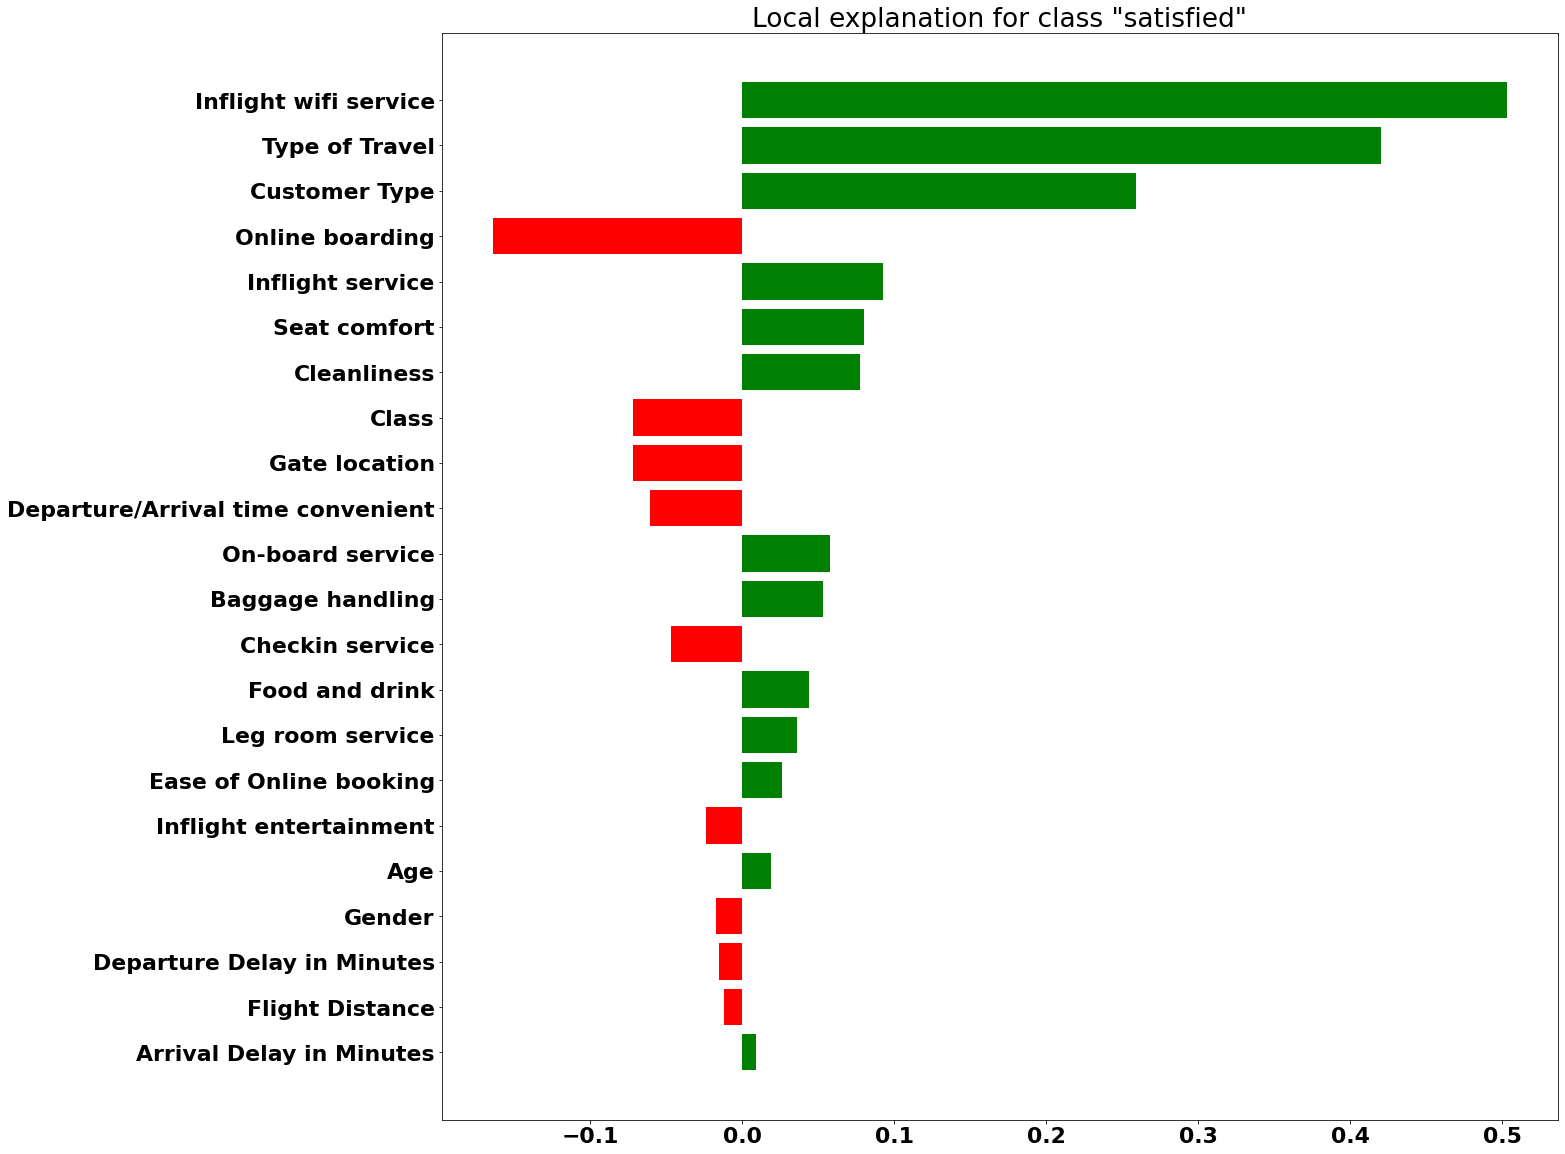 Local explanation for class "satisfied"
Inflight wifi service
Type of Travel
Customer Type
Online boarding
Inflight service
Seat comfort
Cleanliness
Class
Gate location
Departure/Arrival time convenient
On-board service
Baggage handling
Checkin service
Food and drink
Leg room service
Ease of Online booking
Inflight entertainment
Age
Gender
Departure Delay in Minutes
Flight Distance
Arrival Delay in Minutes
−0.1 0.0 0.1 0.2 0.3 0.4 0.5